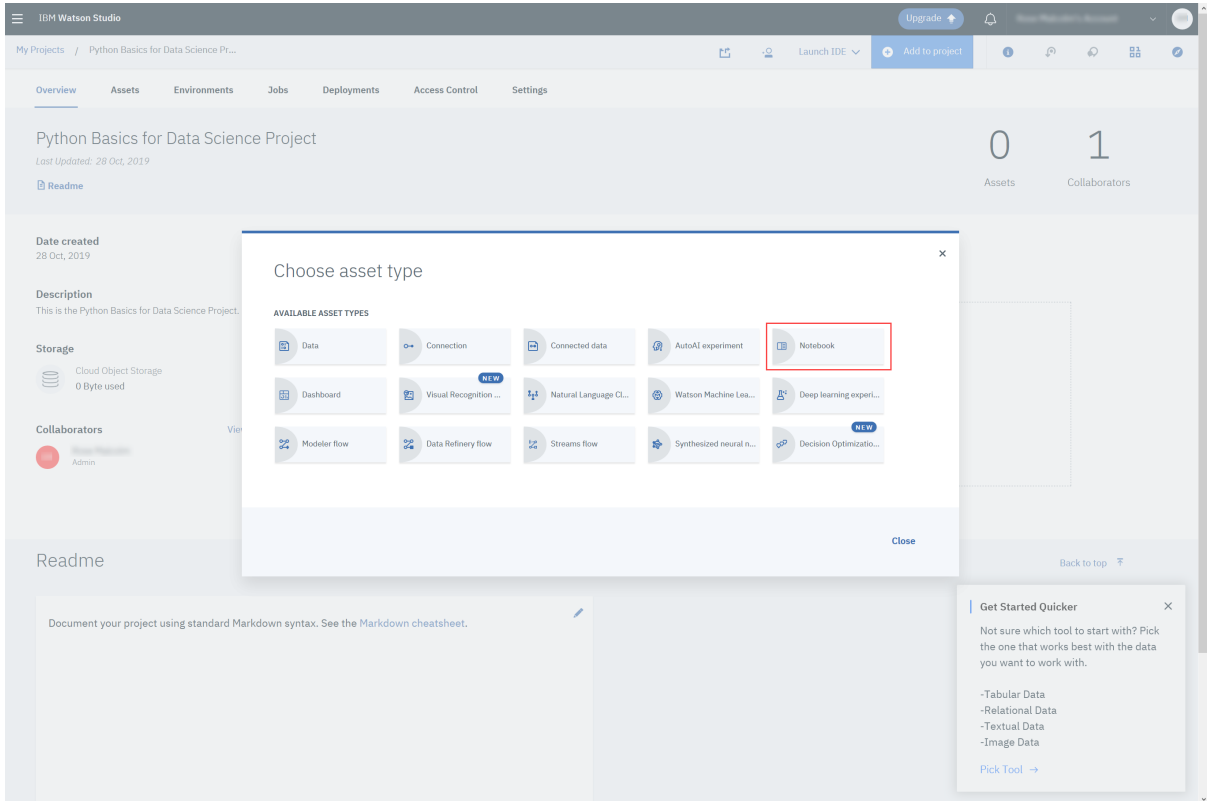 IBM Watson Studio
Upgrade
My Projects / Python Basics for Data Science Pr...
Launch IDE
Add to project
Overview Assets Environments Jobs Deployments Access Control Settings
Python Basics for Data Science Project
Last Updated: 28 Oct, 2019
Readme
0
Assets
1
Collaborators
Date created
28 Oct, 2019
Description
This is the Python Basics for Data Science Project.
Storage
Cloud Object Storage
0 Byte used
Collaborators
Admin
Choose asset type
AVAILABLE ASSET TYPES
Data
Connection
Connected data
AutoAI experiment
Notebook
Dashboard
NEW
Visual Recognition ...
Natural Language Cl...
Watson Machine Lea...
Deep learning experi...
Modeler flow
Data Refinery flow
Streams flow
Synthesized neural n...
NEW
Decision Optimizatio...
Close
Readme
Back to top
Document your project using standard Markdown syntax. See the Markdown cheatsheet.
Get Started Quicker
Not sure which tool to start with? Pick
the one that works best with the data
you want to work with.
-Tabular Data
-Relational Data
-Textual Data
-Image Data
Pick Tool →